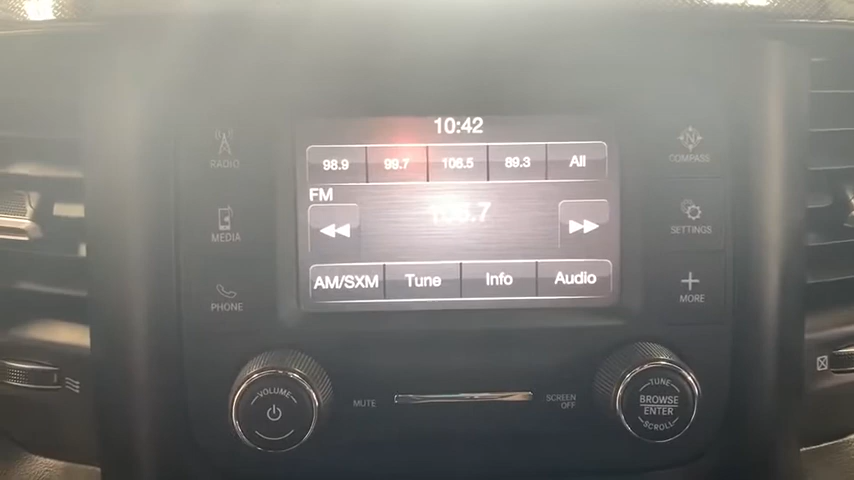 10:42
98.9 99.7 106.5 89.3 All
RADIO
COMPASS
FM
MEDIA
SETTINGS
AM/SXM Tune Info Audio
PHONE
MORE
VOLUME
MUTE
SCREEN OFF
TUNE
BROWSE
ENTER
SCROLL